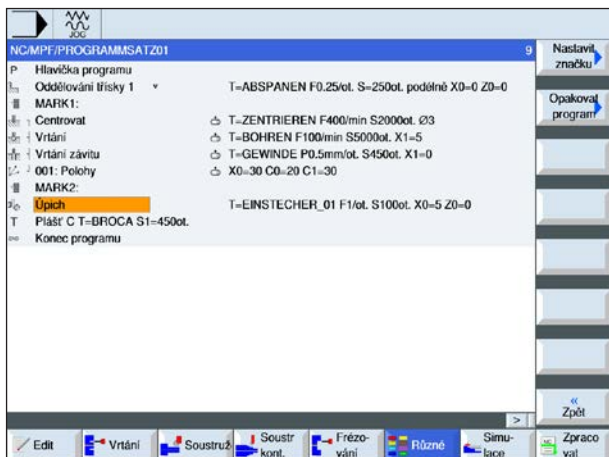 JOG
NC/MPF/PROGRAMMSATZ01 9
P Hlavička programu
Oddělování třísky 1 T=ABSPANEN F0.25/ot. S=250ot. podélně X0=0 Z0=0
MARK1:
Centrovat T=ZENTRIEREN F400/min S2000ot. Ø3
Vrtání T=BOHREN F100/min S5000ot. X1=5
Vrtání závitu T=GEWINDE P0.5mm/ot. S450ot. X1=0
001: Polohy X0=30 C0=20 C1=30
MARK2:
Úpich T=EINSTECHER_01 F1/ot. S100ot. X0=5 Z0=0
T Plášť C T=BROCA S1=450ot.
Konec programu
Nastavit
značku
Opakovat
program
«
Zpět
>
Edit
Vrtání
Soustruž
Soustr
kont.
Frézo-
vání
Různé
Simu-
lace
NC
Zpraco
vat